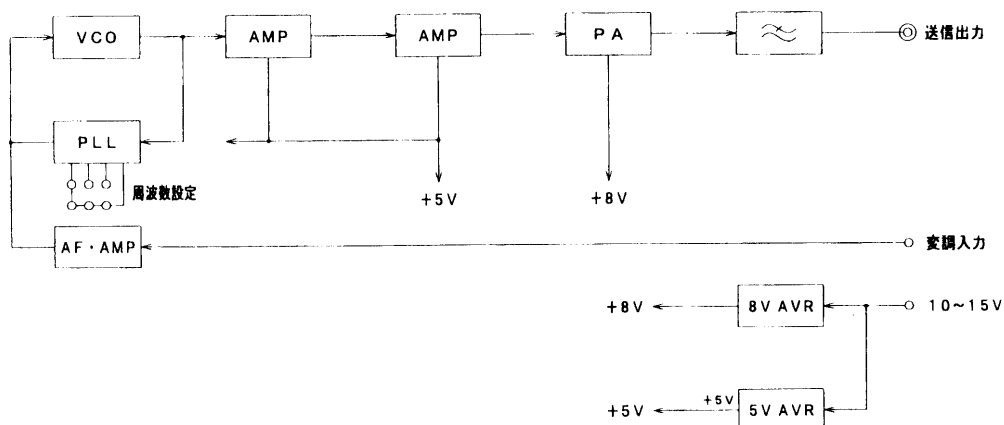 VCO
AMP
AMP
PA
送信出力
PLL
周波数設定
+5V
+8V
AF・AMP
変調入力
+8V
8V AVR
10~15V
+5V
+5V
5V AVR